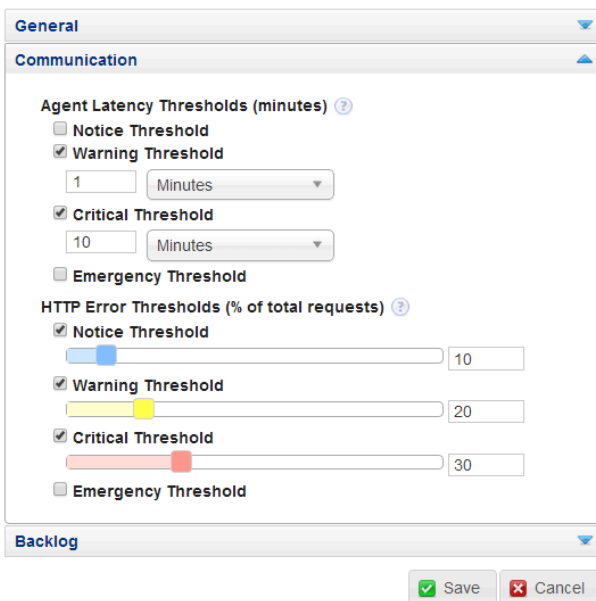 General
Communication
Agent Latency Thresholds (minutes) ?
Notice Threshold
Warning Threshold
1 Minutes
Critical Threshold
10 Minutes
Emergency Threshold
HTTP Error Thresholds (% of total requests) ?
Notice Threshold
10
Warning Threshold
20
Critical Threshold
30
Emergency Threshold
Backlog
Save Cancel